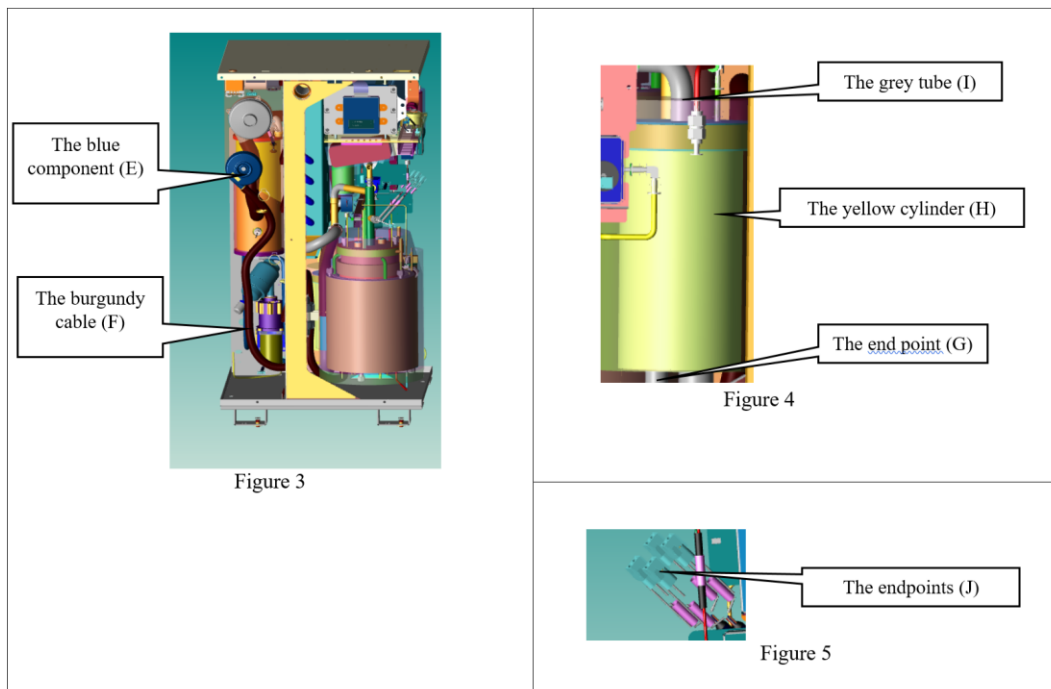 The blue
component (E)
The burgundy
cable (F)
Figure 3
The grey tube (I)
The yellow cylinder (H)
The end point (G)
Figure 4
The endpoints (J)
Figure 5